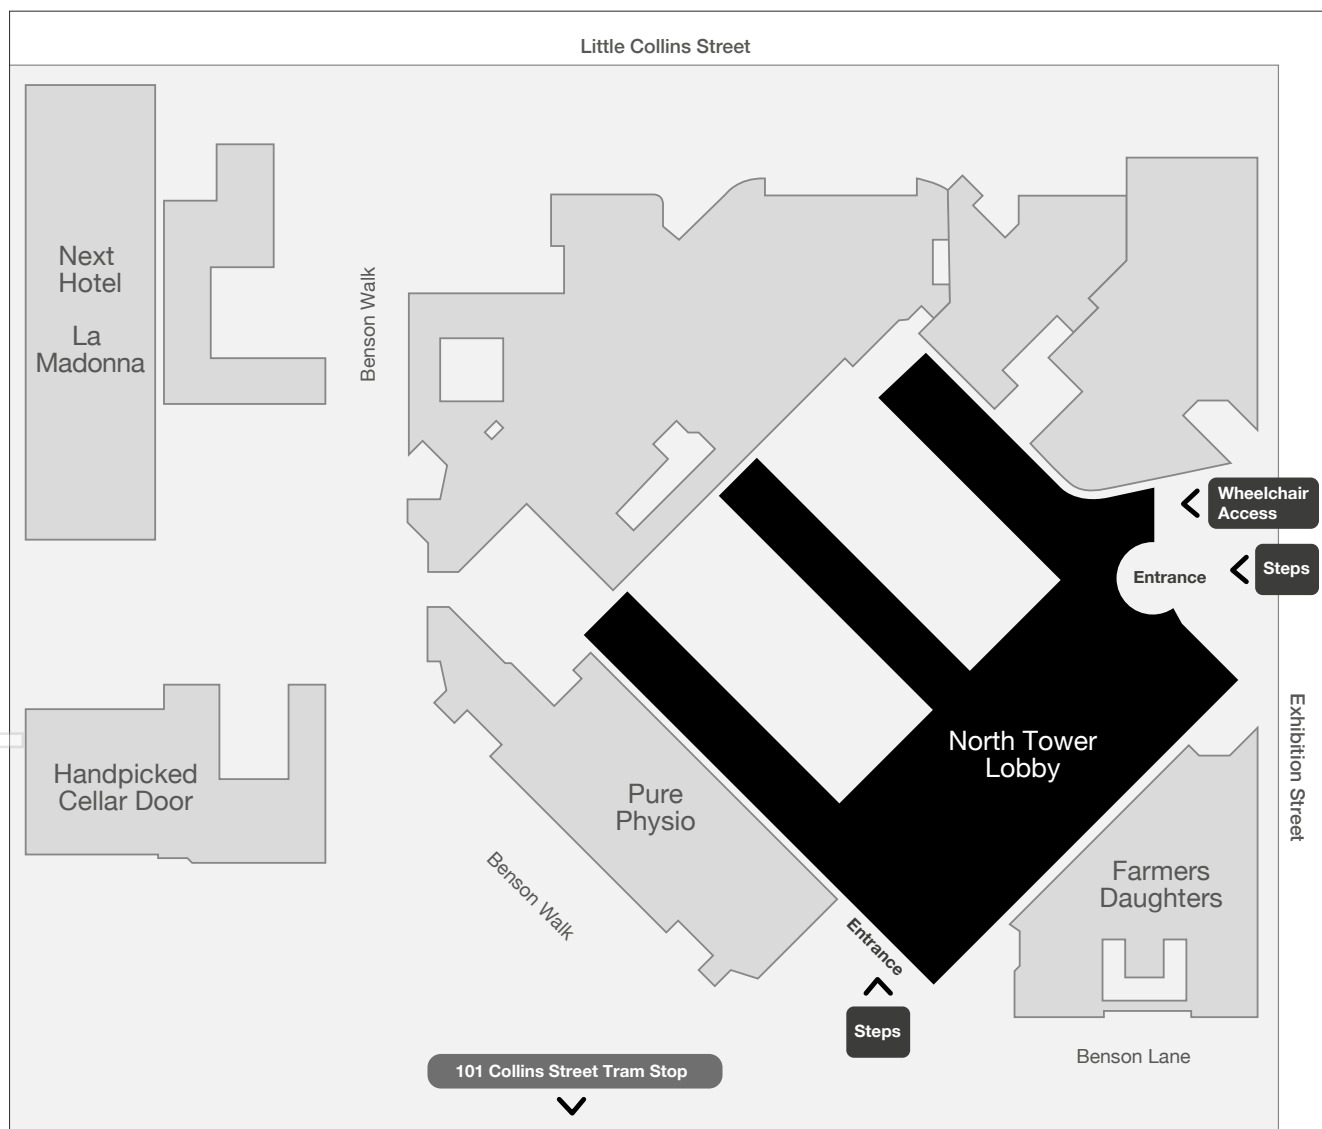 Little Collins Street
Next
Hotel
La
Madonna
Benson Walk
Wheelchair
Access
Entrance
Steps
North Tower
Lobby
Exhibition Street
Handpicked
Cellar Door
Pure
Physio
Benson Walk
Farmers
Daughters
Entrance
Steps
Benson Lane
101 Collins Street Tram Stop